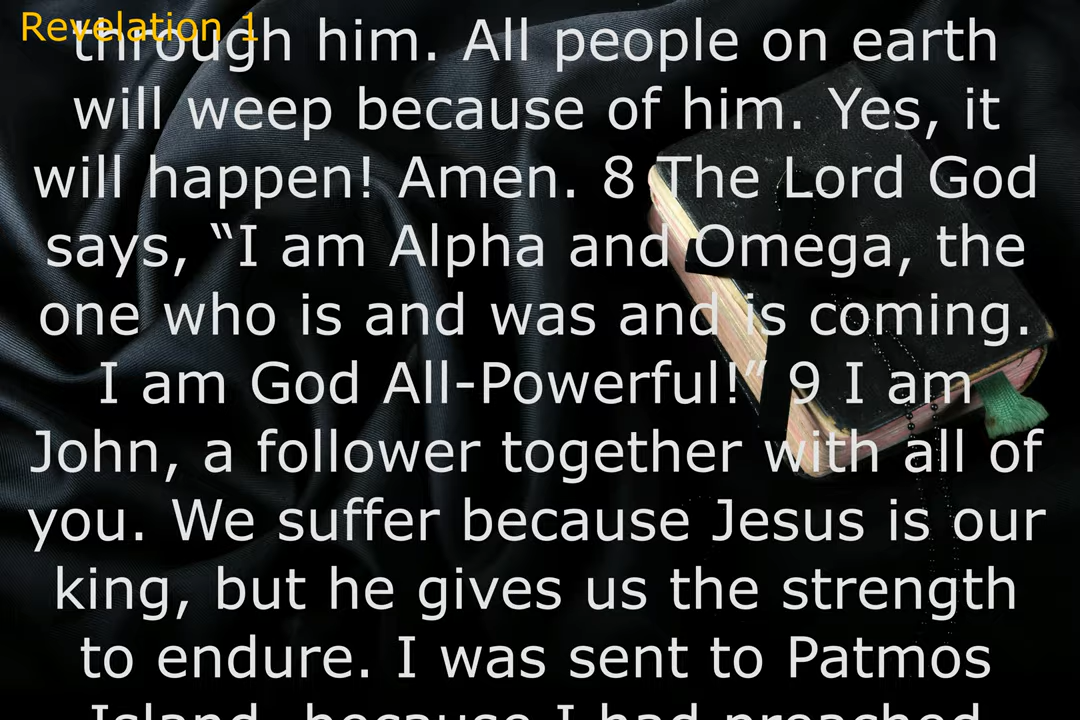 Revelation 1
through him. All people on earth
will weep because of him. Yes, it
will happen! Amen. 8 The Lord God
says, “I am Alpha and Omega, the
one who is and was and is coming.
I am God All-Powerful!” 9 I am
John, a follower together with all of
you. We suffer because Jesus is our
king, but he gives us the strength
to endure. I was sent to Patmos
Island, because I had preached